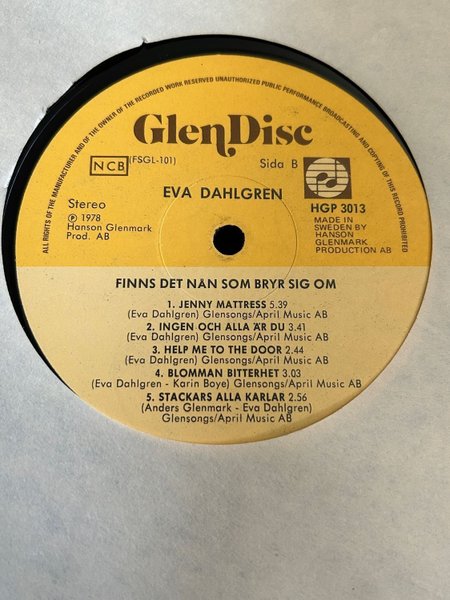 ALL RIGHTS OF THE MANUFACTURER AND OF THE OWNER OF THE RECORDED WORK RESERVED UNAUTHORIZED PUBLIC PERFORMANCE BROADCASTING AND COPYING OF THIS RECORD PROHIBITED
GlenDisc
NCB (FSGL-101)
Sida B
EVA DAHLGREN
Stereo
Ⓟ 1978
Hanson Glenmark
Prod. AB
HGP 3013
MADE IN
SWEDEN BY
HANSON
GLENMARK
PRODUCTION AB
FINNS DET NÅN SOM BRYR SIG OM
1. JENNY MATTRESS 5.39
(Eva Dahlgren) Glensongs/April Music AB
2. INGEN OCH ALLA ÄR DU 3.41
(Eva Dahlgren) Glensongs/April Music AB
3. HELP ME TO THE DOOR 2.44
(Eva Dahlgren) Glensongs/April Music AB
4. BLOMMAN BITTERHET 3.03
(Eva Dahlgren - Karin Boye) Glensongs/April Music AB
5. STACKARS ALLA KARLAR 2.56
(Anders Glenmark - Eva Dahlgren)
Glensongs/April Music AB